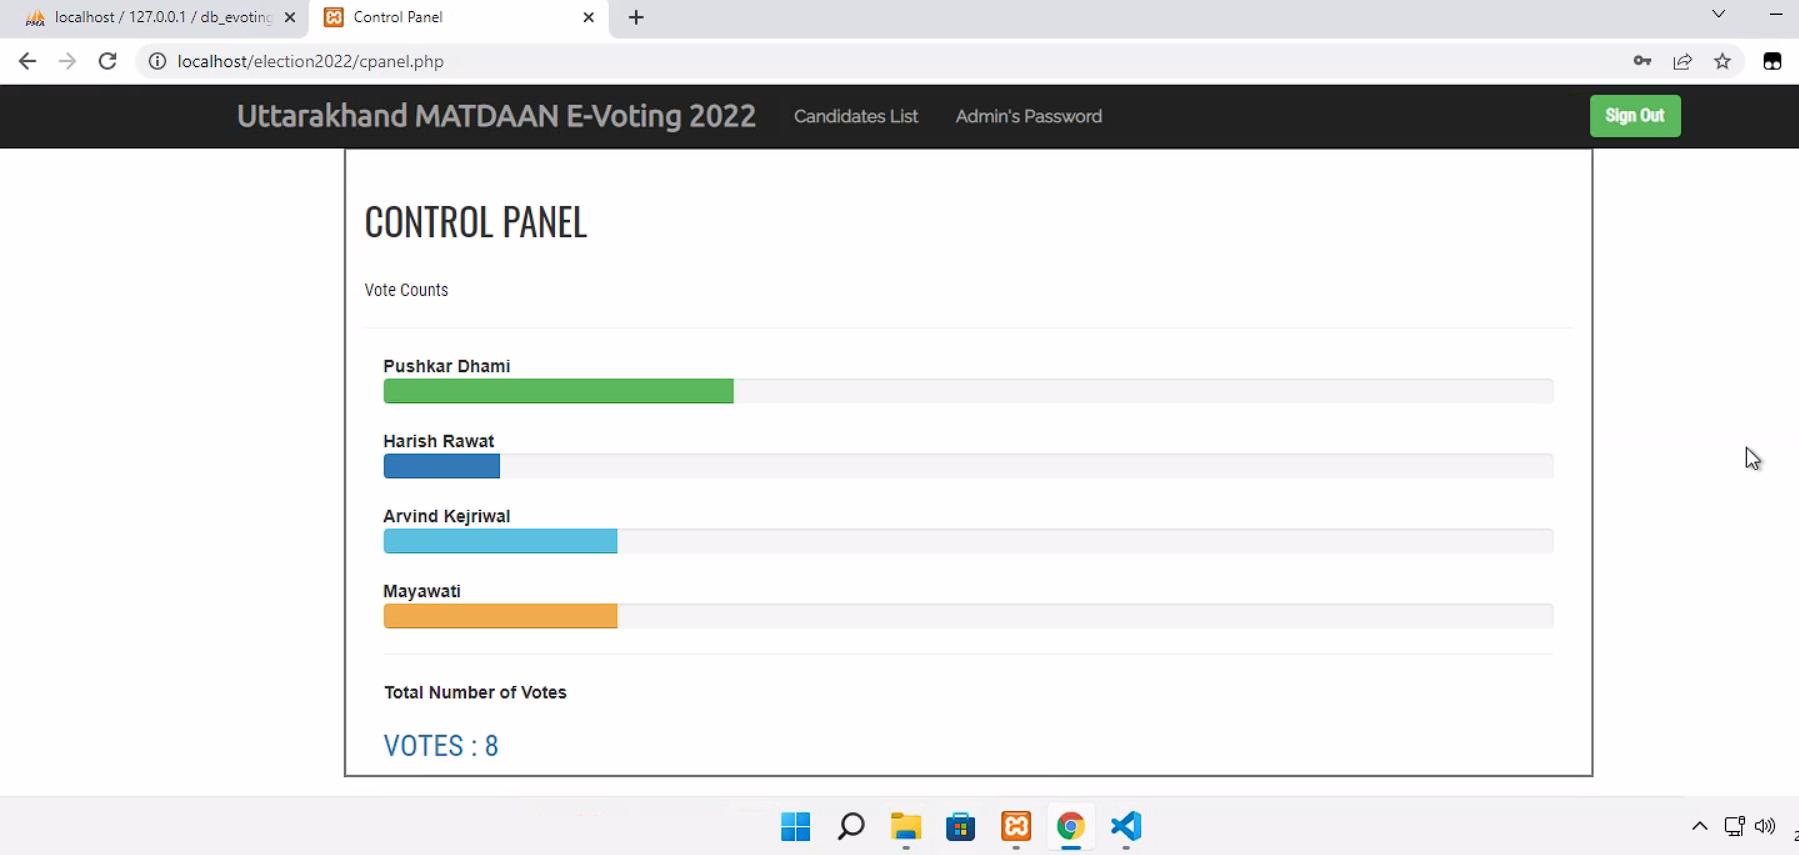 localhost / 127.0.0.1 / db_evoting
Control Panel
localhost/election2022/cpanel.php
Uttarakhand MATDAAN E-Voting 2022
Candidates List
Admin's Password
Sign Out
CONTROL PANEL
Vote Counts
Pushkar Dhami
Harish Rawat
Arvind Kejriwal
Mayawati
Total Number of Votes
VOTES : 8